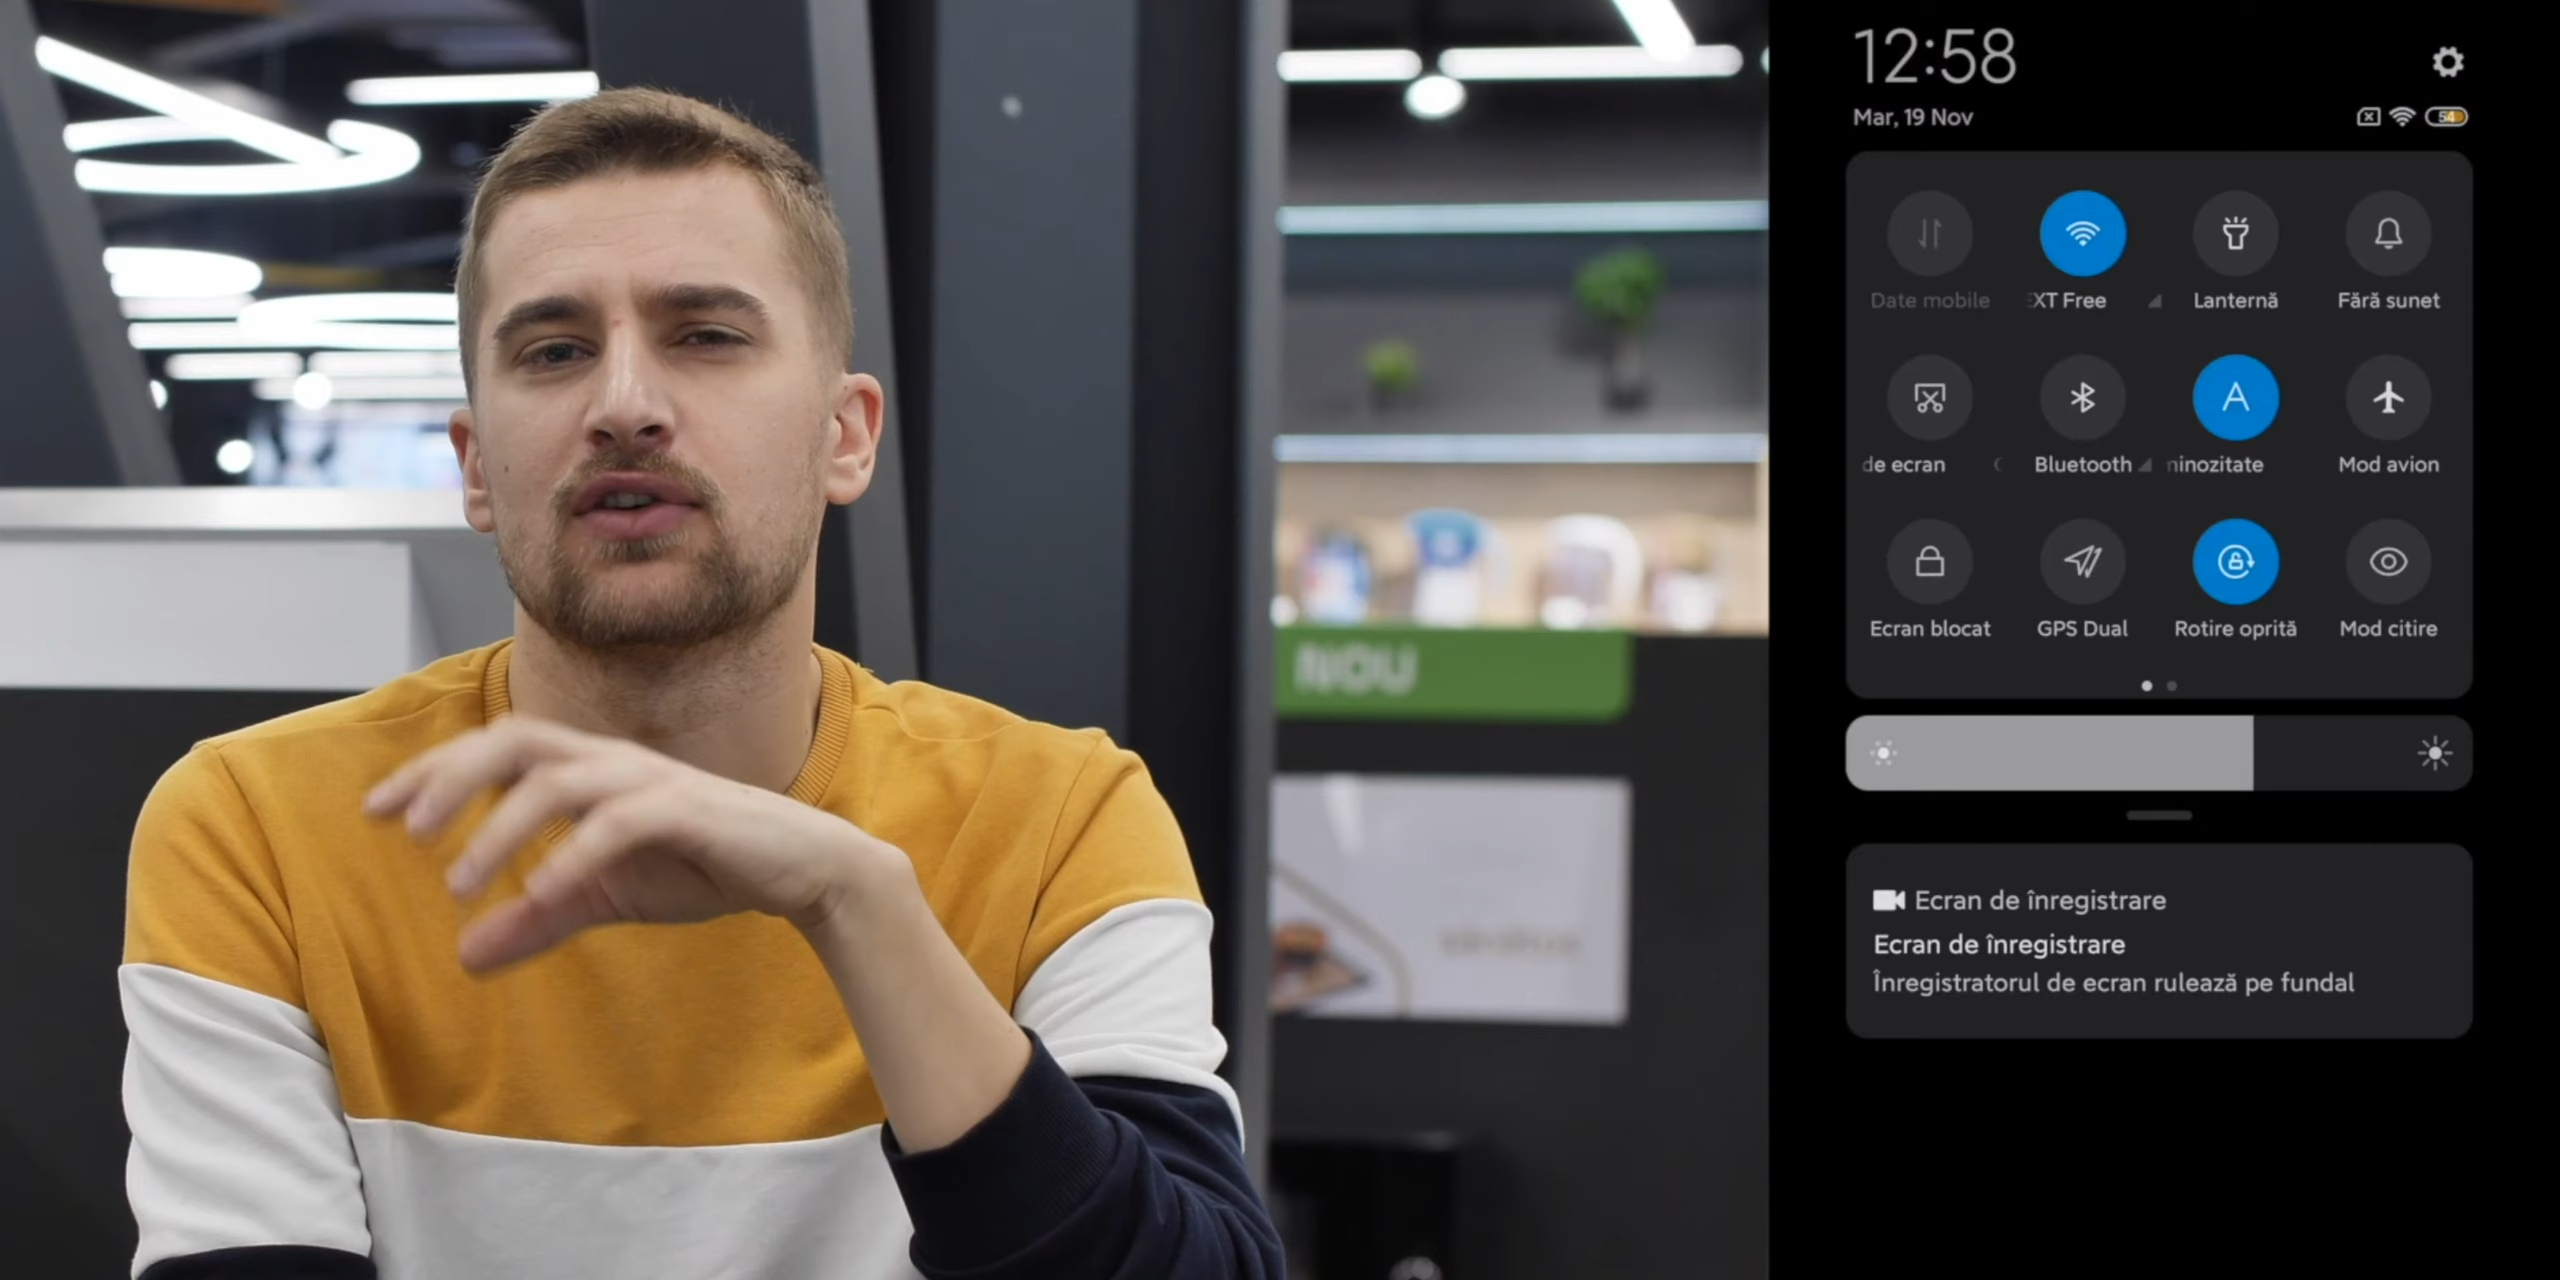 12:58
Mar, 19 Nov
54
Date mobile
XT Free
Lanternă
Fără sunet
de ecran
Bluetooth
ninozitate
Mod avion
Ecran blocat
GPS Dual
Rotire oprită
Mod citire
NOU
Ecran de înregistrare
Ecran de înregistrare
Înregistratorul de ecran rulează pe fundal